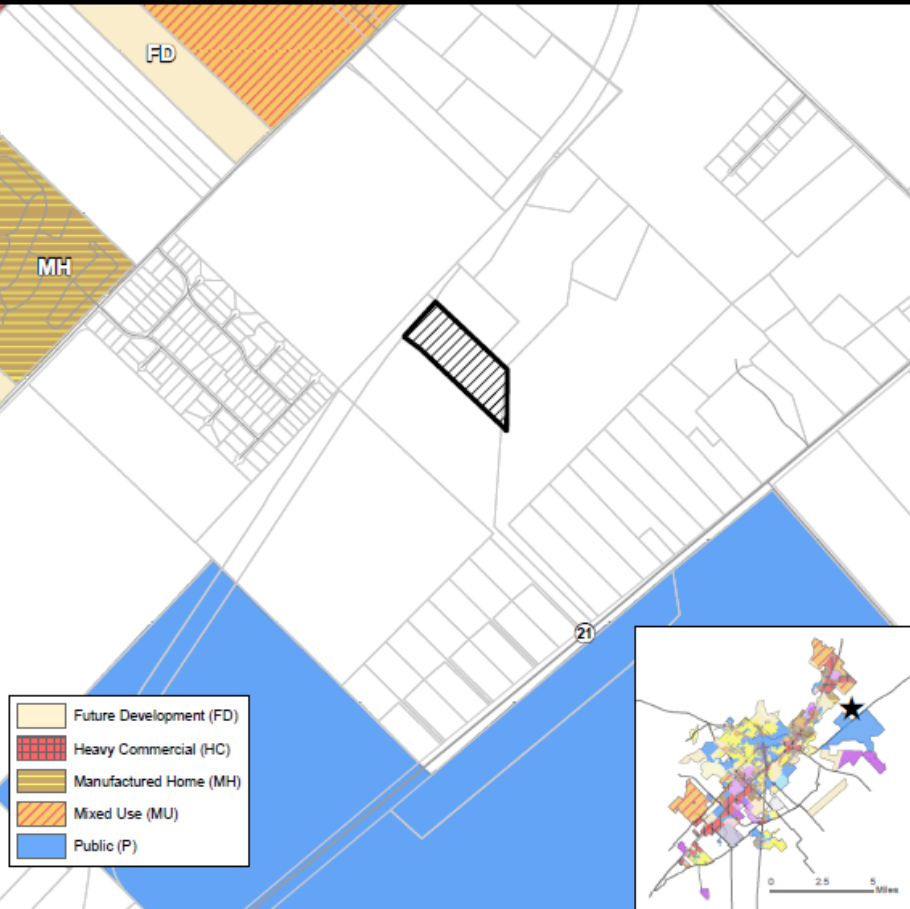 FD
MH
21
Future Development (FD)
Heavy Commercial (HC)
Manufactured Home (MH)
Mixed Use (MU)
Public (P)
0 2.5 5
Miles